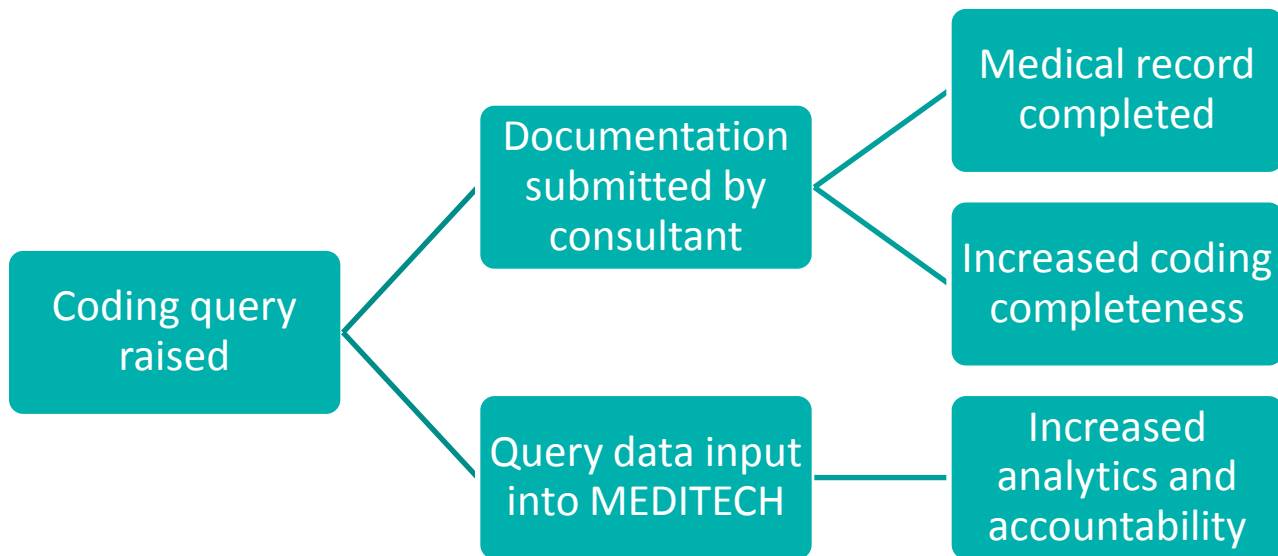 Coding query
raised
Documentation
submitted by
consultant
Medical record
completed
Increased coding
completeness
Query data input
into MEDITECH
Increased
analytics and
accountability